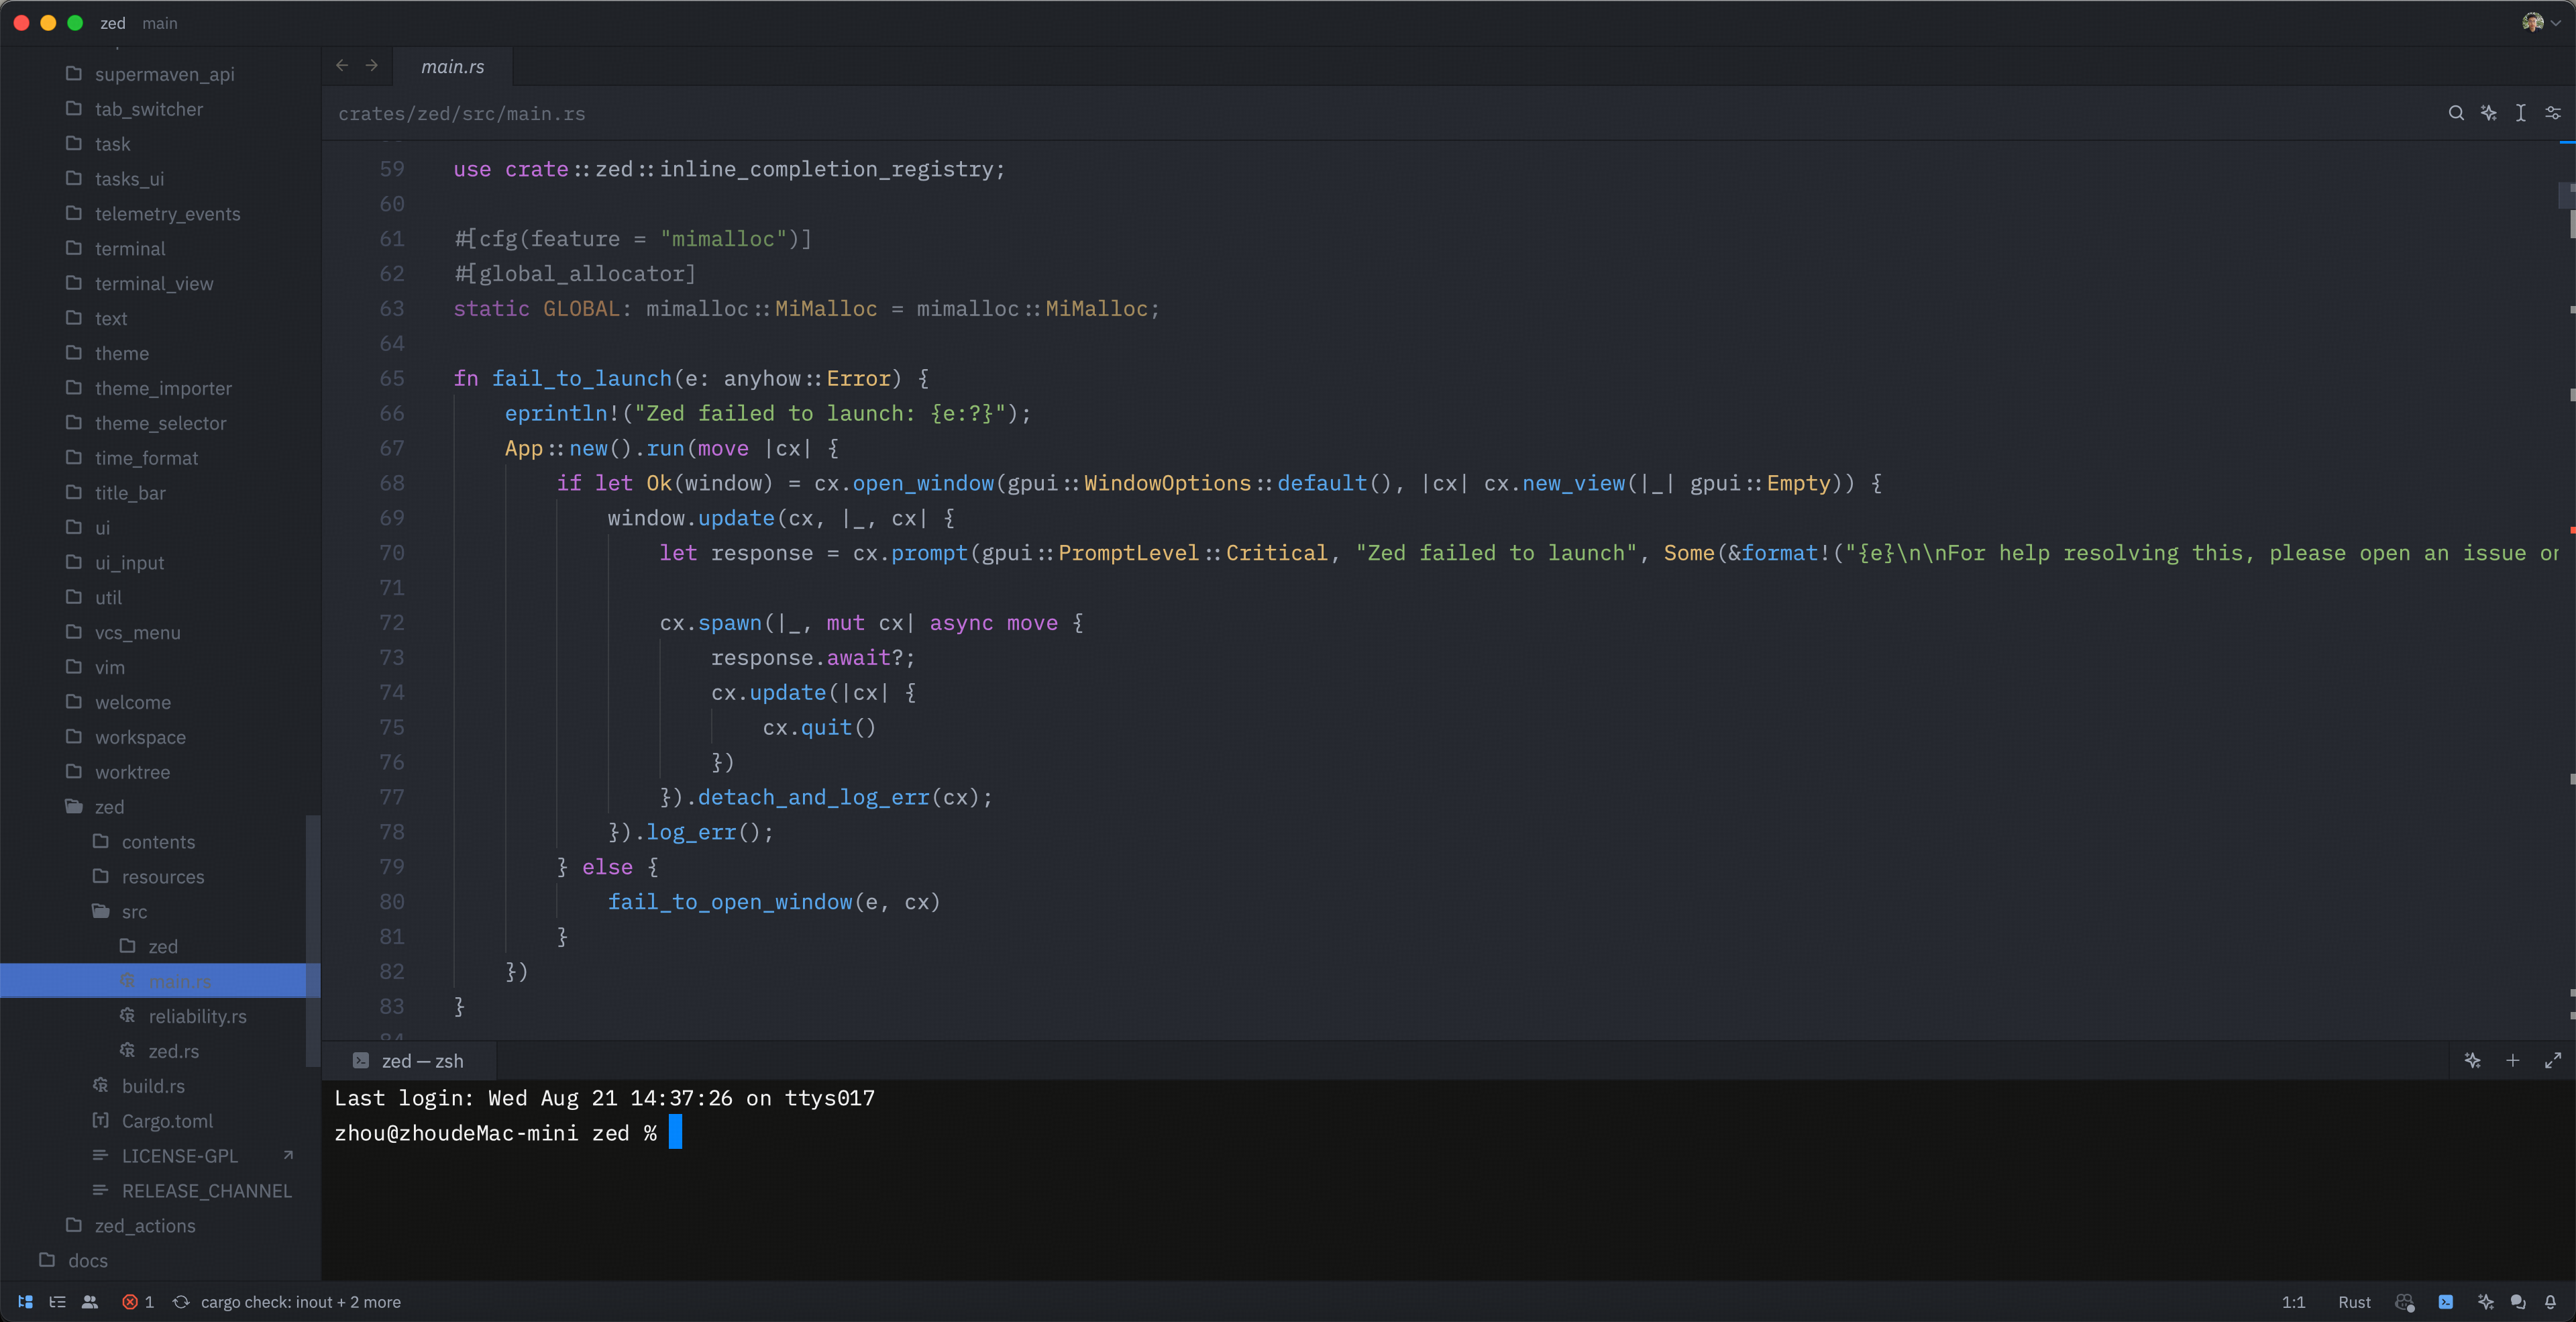 zed main
supermaven_api
tab_switcher
task
tasks_ui
telemetry_events
terminal
terminal_view
text
theme
theme_importer
theme_selector
time_format
title_bar
ui
ui_input
util
vcs_menu
vim
welcome
workspace
worktree
zed
contents
resources
src
zed
main.rs
reliability.rs
zed.rs
build.rs
Cargo.toml
LICENSE-GPL
RELEASE_CHANNEL
zed_actions
docs
main.rs
crates/zed/src/main.rs
59 use crate::zed::inline_completion_registry;
60
61 #[cfg(feature = "mimalloc")]
62 #[global_allocator]
63 static GLOBAL: mimalloc::MiMalloc = mimalloc::MiMalloc;
64
65 fn fail_to_launch(e: anyhow::Error) {
66     eprintln!("Zed failed to launch: {e:?}");
67     App::new().run(move |cx| {
68         if let Ok(window) = cx.open_window(gpui::WindowOptions::default(), |cx| cx.new_view(|_| gpui::Empty)) {
69             window.update(cx, |_, cx| {
70                 let response = cx.prompt(gpui::PromptLevel::Critical, "Zed failed to launch", Some(&format!("{e}\n\nFor help resolving this, please open an issue or
71
72                 cx.spawn(|_, mut cx| async move {
73                     response.await?;
74                     cx.update(|cx| {
75                         cx.quit()
76                     })
77                 }).detach_and_log_err(cx);
78             }).log_err();
79         } else {
80             fail_to_open_window(e, cx)
81         }
82     })
83 }
zed — zsh
Last login: Wed Aug 21 14:37:26 on ttys017
zhou@zhoudeMac-mini zed %
1 cargo check: inout + 2 more
1:1 Rust